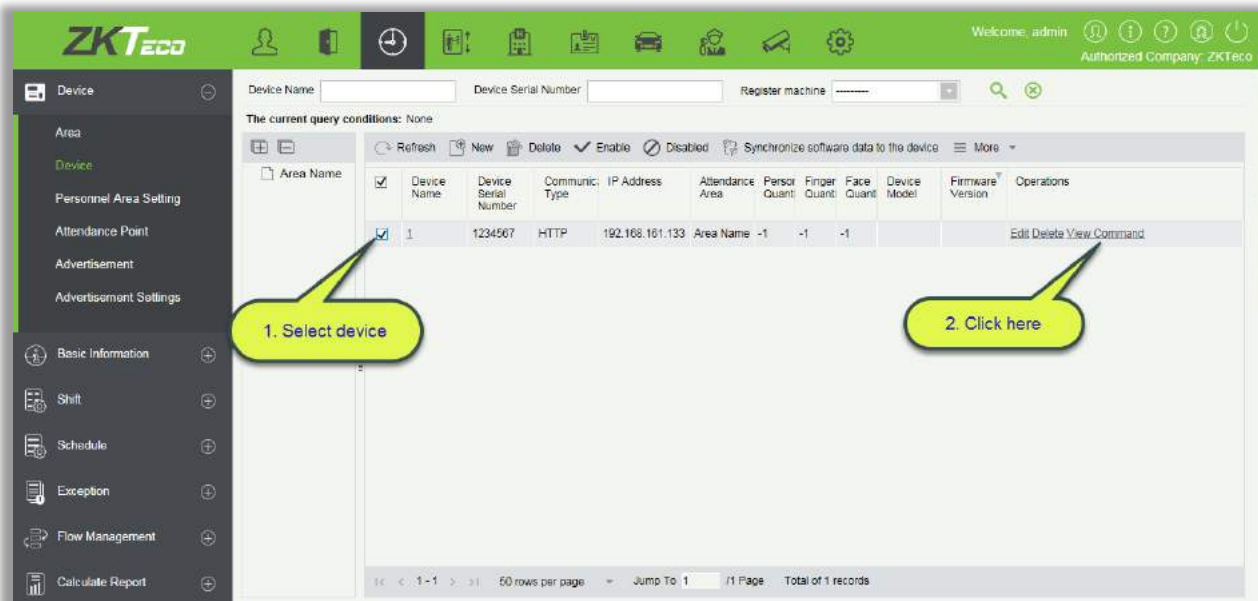 ZKTeco
Welcome, admin
Authorized Company: ZKTeco
Device
Area
Device
Personnel Area Setting
Attendance Point
Advertisement
Advertisement Settings
Basic Information
Shift
Schedule
Exception
Flow Management
Calculate Report
Device Name
Device Serial Number
Register machine ---------
The current query conditions: None
Refresh New Delete Enable Disabled Synchronize software data to the device More
Area Name
Device Name
Device Serial Number
Communic. Type
IP Address
Attendance Area
Person Quanti
Finger Quanti
Face Quanti
Device Model
Firmware Version
Operations
1 1234567 HTTP 192.168.161.133 Area Name -1 -1 -1 Edit Delete View Command
1. Select device
2. Click here
1 - 1 50 rows per page Jump To 1 /1 Page Total of 1 records